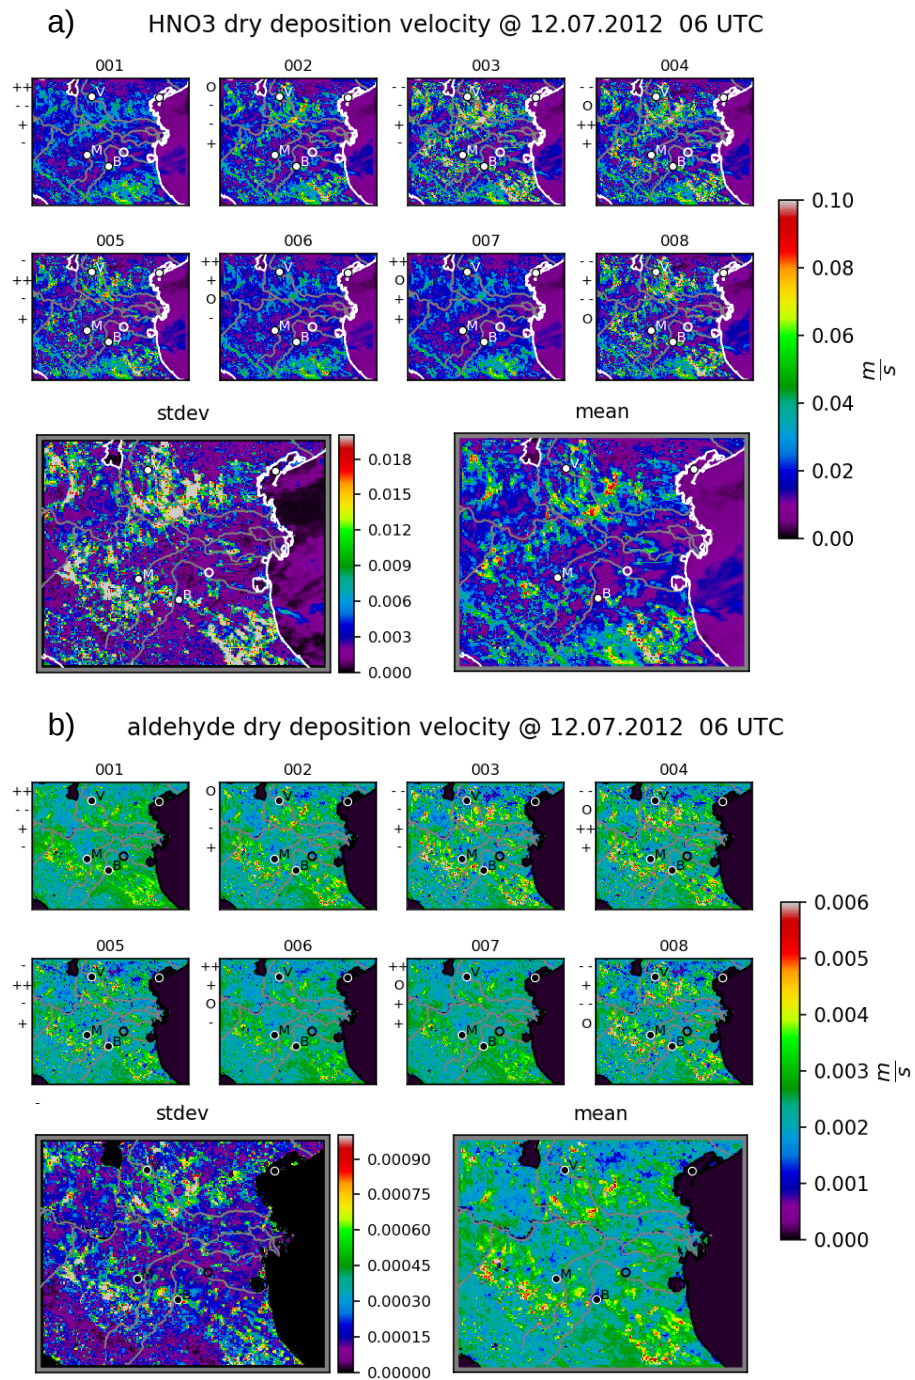 a) HNO3 dry deposition velocity @ 12.07.2012 06 UTC
001 002 003 004
++ O - - - -
- - - - O
+ - + ++
- + - +
V V V V
M M M M
B B B B
005 006 007 008
- ++ ++ - -
++ + O +
- O + - -
+ - + O
V V V V
M M M M
B B B B
0.10
0.08
0.06
0.04
0.02
0.00
m
s
stdev mean
V V
M M
B B
0.018
0.015
0.012
0.009
0.006
0.003
0.000
b) aldehyde dry deposition velocity @ 12.07.2012 06 UTC
001 002 003 004
++ O - - - -
- - - - O
+ - + ++
- + - +
V V V V
M M M M
B B B B
005 006 007 008
- ++ ++ - -
++ + O +
- O + - -
+ - + O
V V V V
M M M M
B B B B
0.006
0.005
0.004
0.003
0.002
0.001
0.000
m
s
-
stdev mean
V V
M M
B B
0.00090
0.00075
0.00060
0.00045
0.00030
0.00015
0.00000